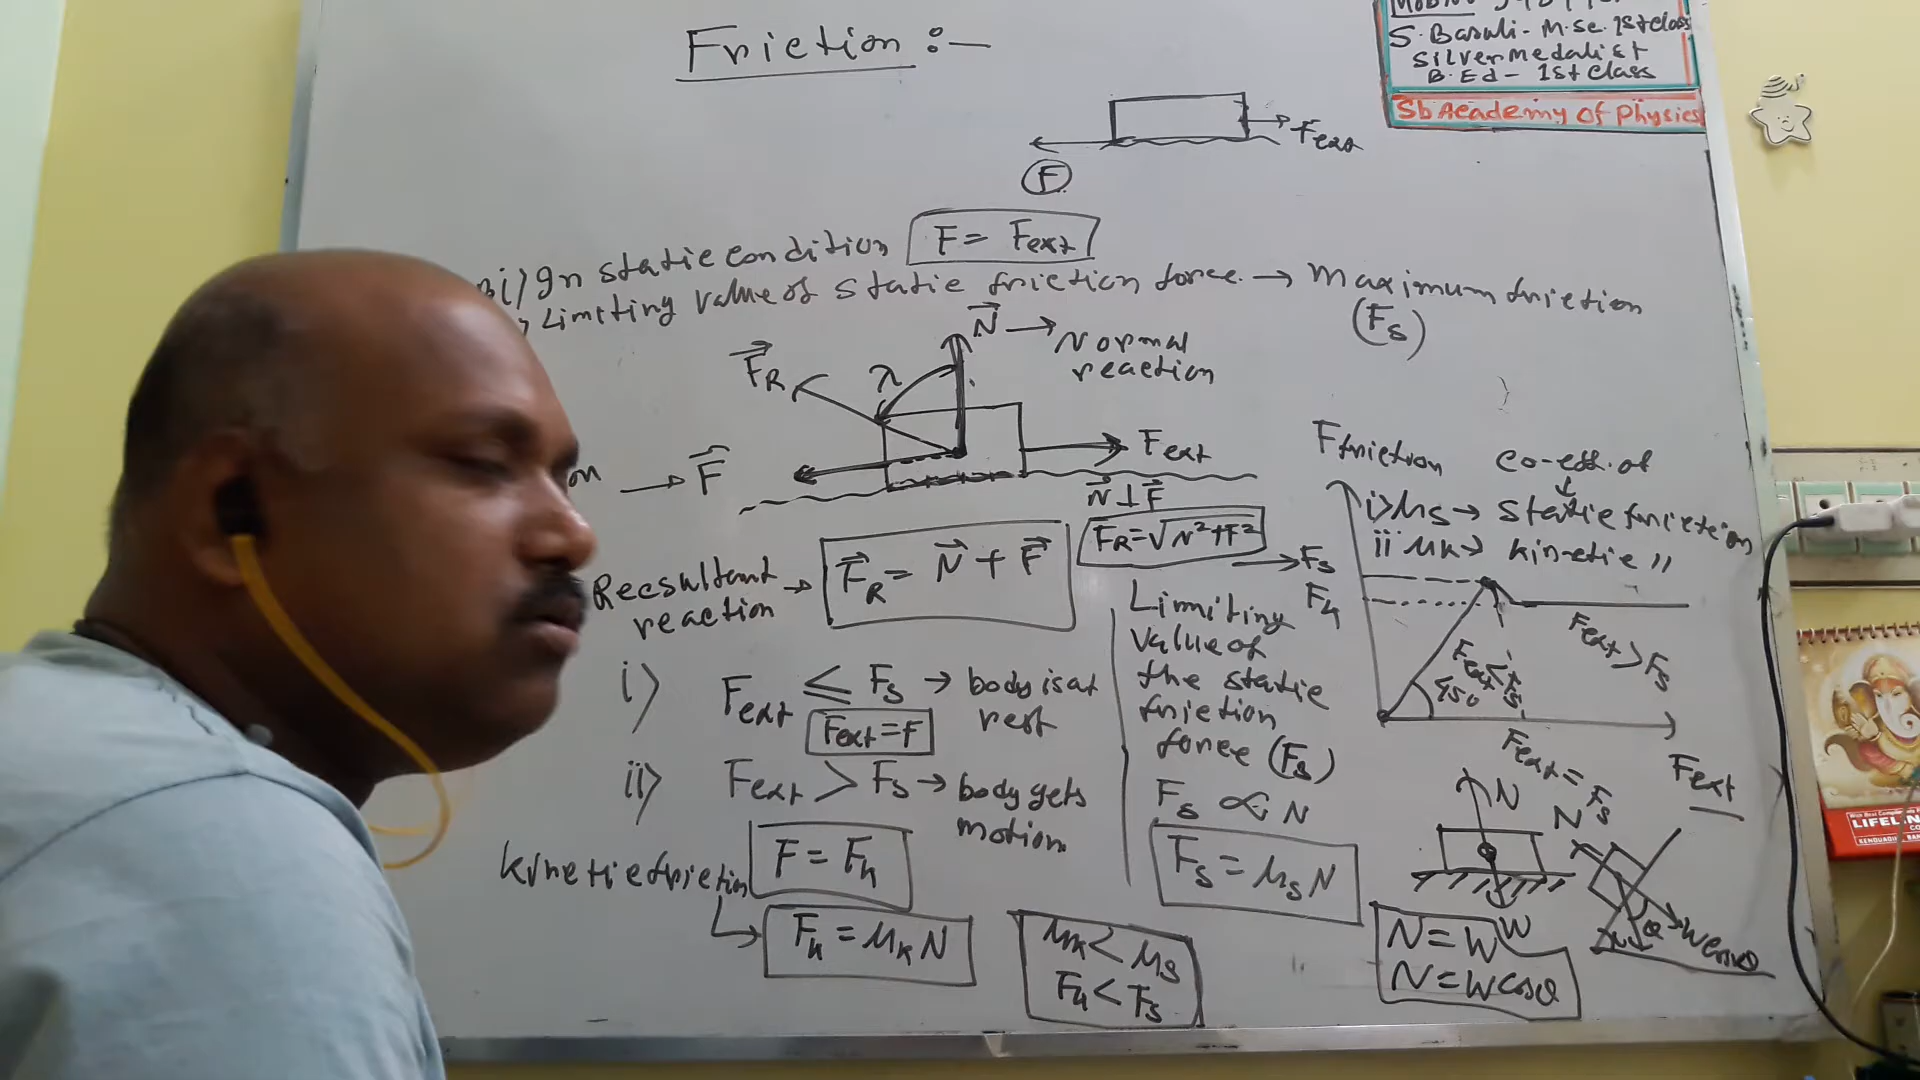 Friction :-
S. Basuli - M.Sc. 1st class
Silver medalist
B.Ed - 1st class
Sb Academy of Physics
Fext
F
i) In static condition F = Fext
Limiting value of static friction force. → Maximum friction
(Fs)
N → Normal
reaction
FR
λ
→ F
Fext
N ⊥ F
FR = √N²+F²
Resultant
reaction → FR = N + F
i) Fext ≤ Fs → body is at
rest
Fext = f
ii) Fext > Fs → body gets
motion
F = Fk
kinetic friction
Fk = μk N
μk < μs
Fk < Fs
Limiting
value of
the static
friction
force (Fs)
Fs ∝ N
Fs = μs N
Ffriction
co-eff. of
i) μs → static friction
ii μk → kinetic "
Fs
Fk
Fext > Fs
45°
Fext = Fs
Fext
N
W
N
θ
W cosθ
N = W
N = W cosθ
LIFELIN